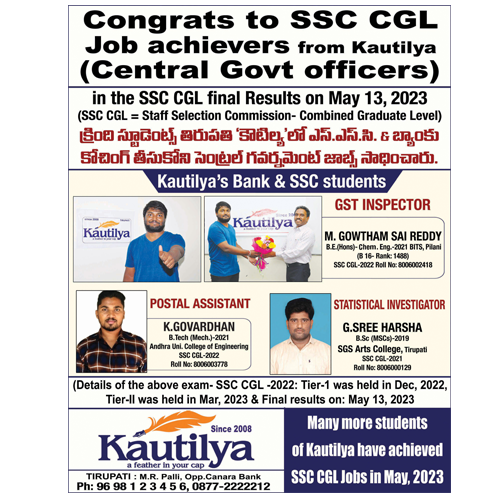 Congrats to SSC CGL
Job achievers from Kautilya
(Central Govt officers)
in the SSC CGL final Results on May 13, 2023
(SSC CGL = Staff Selection Commission- Combined Graduate Level)
క్రింది స్టూడెంట్స్ తిరుపతి 'కౌటిల్య'లో ఎస్.ఎస్.సి. & బ్యాంకు
కోచింగ్ తీసుకోని సెంట్రల్ గవర్నమెంట్ జాబ్స్ సాధించారు.
Kautilya's Bank & SSC students
Kautilya
Kautilya
GST INSPECTOR
M. GOWTHAM SAI REDDY
B.E.(Hons)- Chem. Eng.-2021 BITS, Pilani
(B 16- Rank: 1488)
SSC CGL-2022 Roll No: 8006002418
POSTAL ASSISTANT
K.GOVARDHAN
B.Tech (Mech.)-2021
Andhra Uni. College of Engineering
SSC CGL-2022
Roll No: 8006003778
STATISTICAL INVESTIGATOR
G.SREE HARSHA
B.Sc (MSCs)-2019
SGS Arts College, Tirupati
SSC CGL-2021
Roll No: 8006000129
(Details of the above exam- SSC CGL -2022: Tier-1 was held in Dec, 2022,
Tier-II was held in Mar, 2023 & Final results on: May 13, 2023
Since 2008
Kautilya
a feather in your cap
TIRUPATI : M.R. Palli, Opp.Canara Bank
Ph: 96 98 1 2 3 4 5 6, 0877-2222212
Many more students
of Kautilya have achieved
SSC CGL Jobs in May, 2023